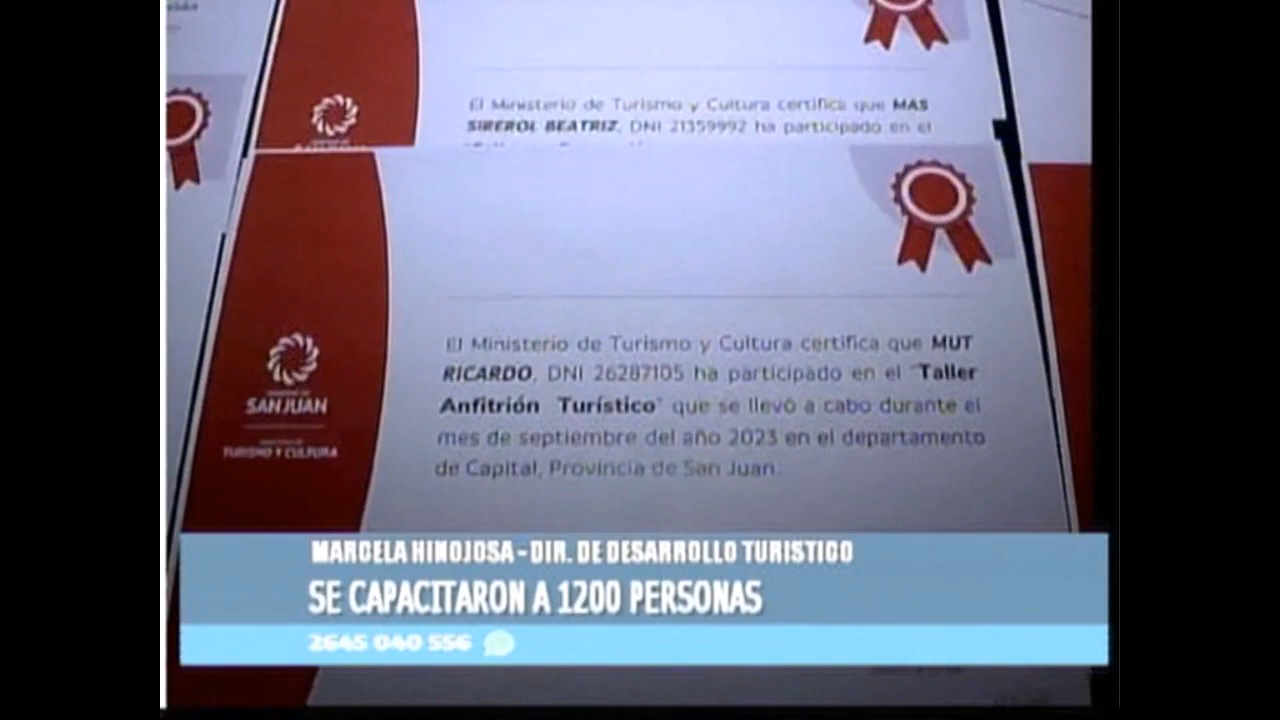 El Ministerio de Turismo y Cultura certifica que MAS
SIREROL BEATRIZ, DNI 21359992 ha participado en el
El Ministerio de Turismo y Cultura certifica que MUT
RICARDO, DNI 26287105 ha participado en el "Taller
Anfitrión Turístico" que se llevó a cabo durante el
mes de septiembre del año 2023 en el departamento
de Capital, Provincia de San Juan.
SAN JUAN
TURISMO Y CULTURA
MARCELA HINOJOSA - DIR. DE DESARROLLO TURISTICO
SE CAPACITARON A 1200 PERSONAS
2645 040 556